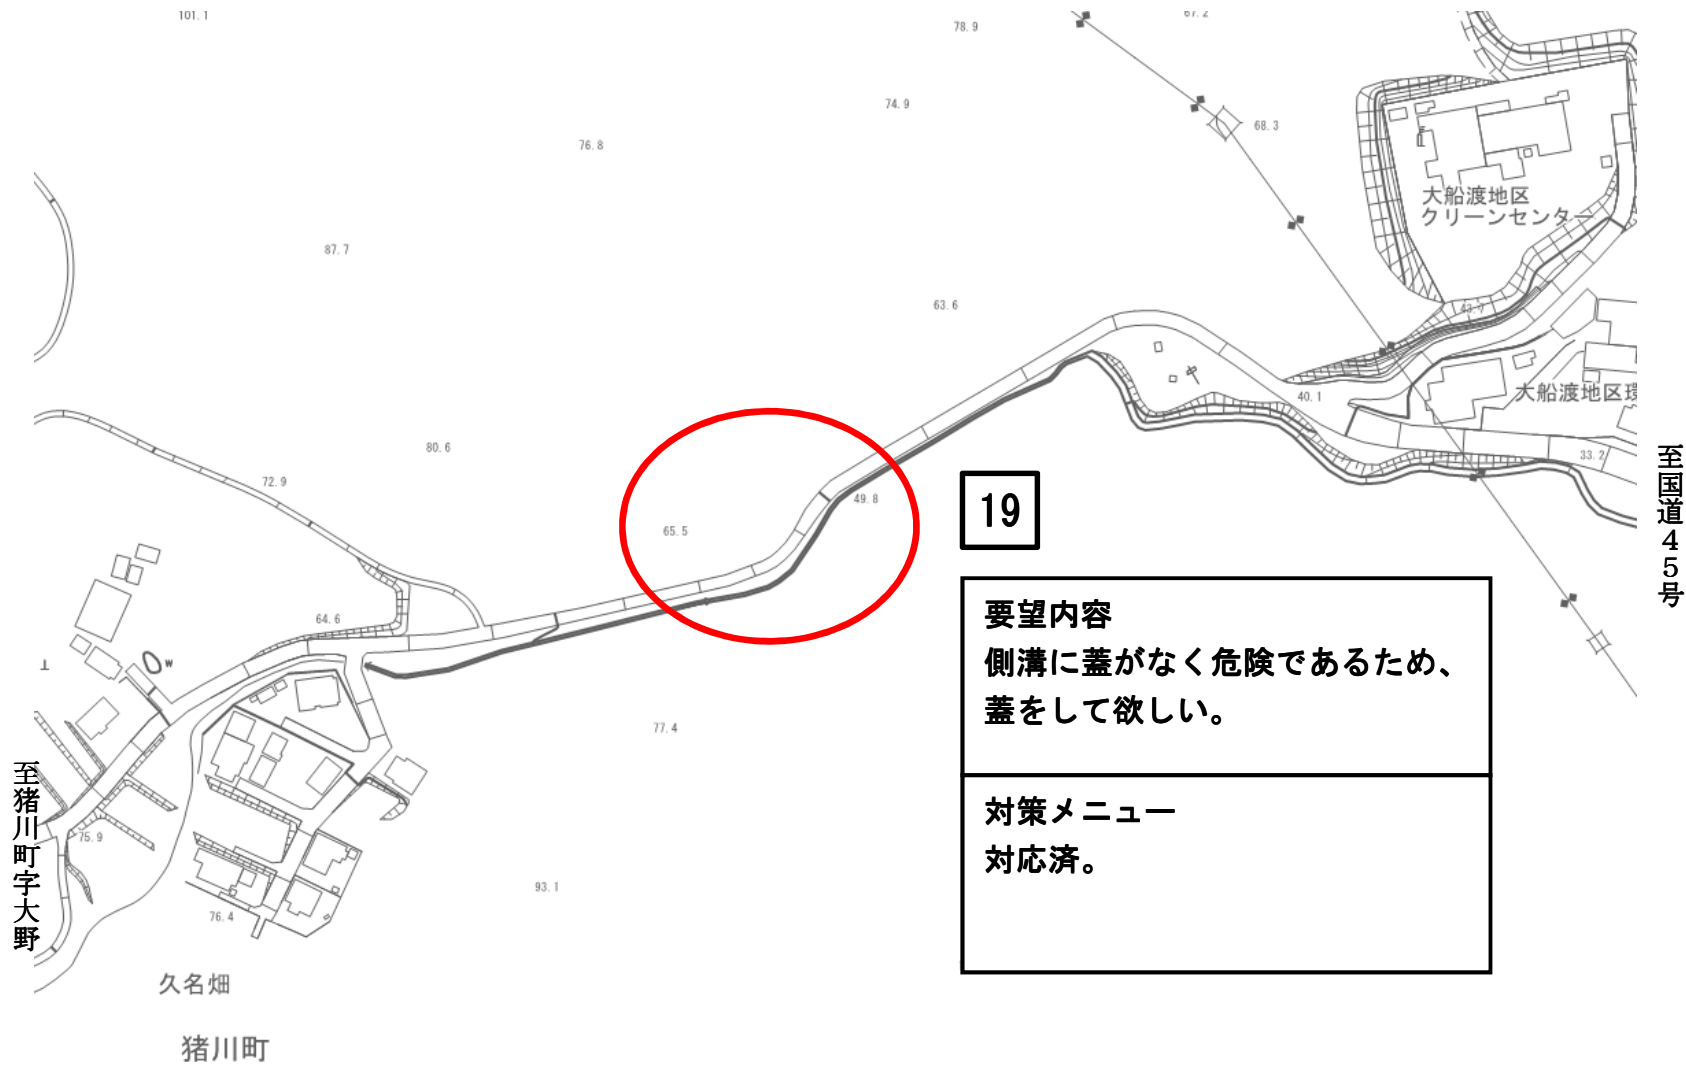 101.1
78.9
67.2
74.9
68.3
76.8
大船渡地区
クリーンセンター
87.7
63.6
43.7
大船渡地区環
40.1
80.6
72.9
33.2
49.8
65.5
19
至国道45号
要望内容
側溝に蓋がなく危険であるため、
蓋をして欲しい。
対策メニュー
対応済。
64.6
W
77.4
至猪川町字大野
75.9
93.1
76.4
久名畑
猪川町